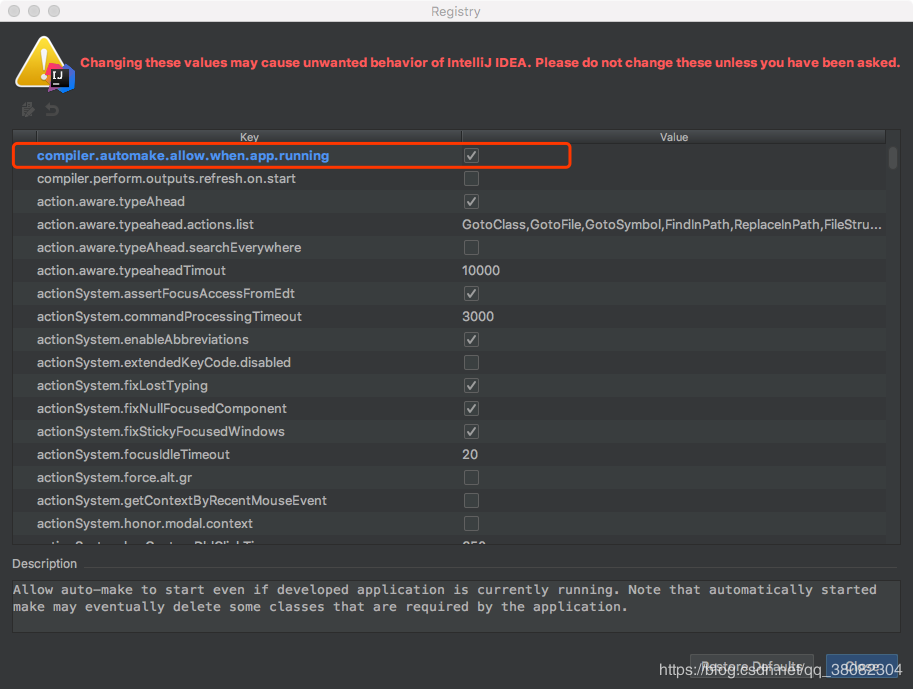 Registry
Changing these values may cause unwanted behavior of IntelliJ IDEA. Please do not change these unless you have been asked.
IJ
Key Value
compiler.automake.allow.when.app.running
compiler.perform.outputs.refresh.on.start
action.aware.typeAhead
action.aware.typeahead.actions.list GotoClass,GotoFile,GotoSymbol,FindInPath,ReplaceInPath,FileStru...
action.aware.typeAhead.searchEverywhere
action.aware.typeaheadTimout 10000
actionSystem.assertFocusAccessFromEdt
actionSystem.commandProcessingTimeout 3000
actionSystem.enableAbbreviations
actionSystem.extendedKeyCode.disabled
actionSystem.fixLostTyping
actionSystem.fixNullFocusedComponent
actionSystem.fixStickyFocusedWindows
actionSystem.focusIdleTimeout 20
actionSystem.force.alt.gr
actionSystem.getContextByRecentMouseEvent
actionSystem.honor.modal.context
Description
Allow auto-make to start even if developed application is currently running. Note that automatically started
make may eventually delete some classes that are required by the application.
Restore Defaults Close
https://blog.csdn.net/qq_38082304